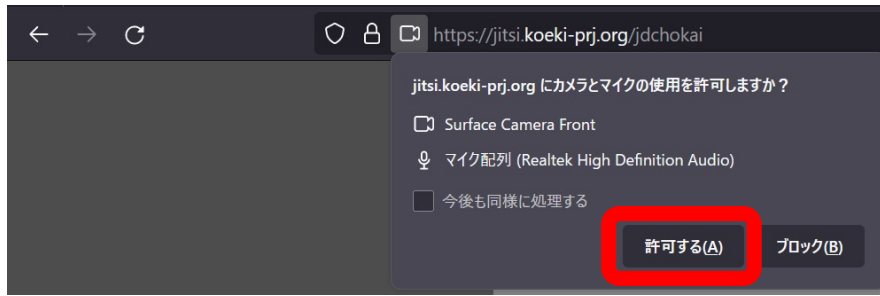 https://jitsi.koeki-prj.org/jdchokai
jitsi.koeki-prj.org にカメラとマイクの使用を許可しますか？
Surface Camera Front
マイク配列 (Realtek High Definition Audio)
今後も同様に処理する
許可する(A) ブロック(B)